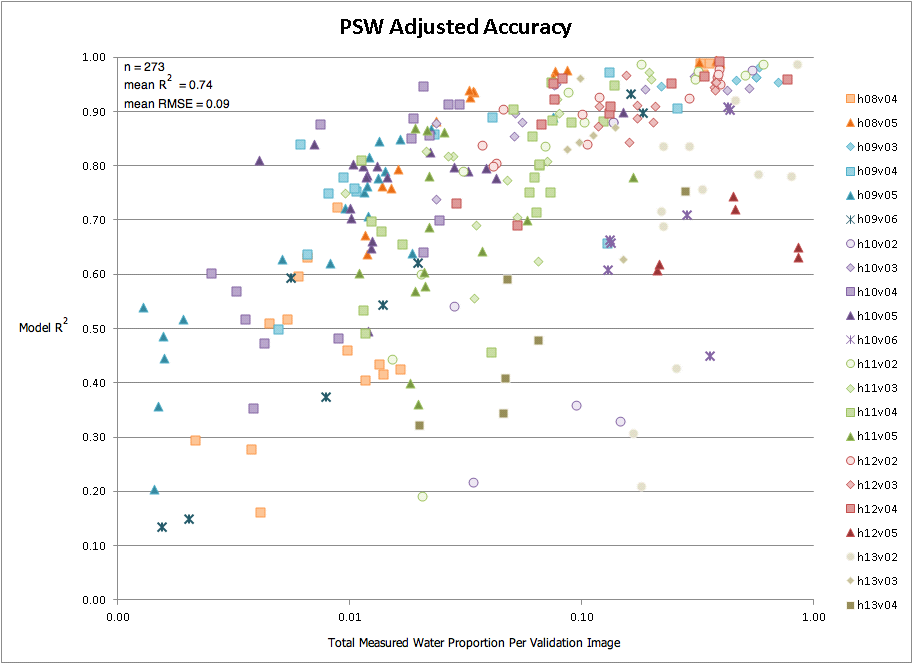 PSW Adjusted Accuracy
n = 273
mean R2 = 0.74
mean RMSE = 0.09
1.00
0.90
0.80
0.70
0.60
0.50
0.40
0.30
0.20
0.10
0.00
Model R2
0.00 0.01 0.10 1.00
Total Measured Water Proportion Per Validation Image
h08v04
h08v05
h09v03
h09v04
h09v05
h09v06
h10v02
h10v03
h10v04
h10v05
h10v06
h11v02
h11v03
h11v04
h11v05
h12v02
h12v03
h12v04
h12v05
h13v02
h13v03
h13v04